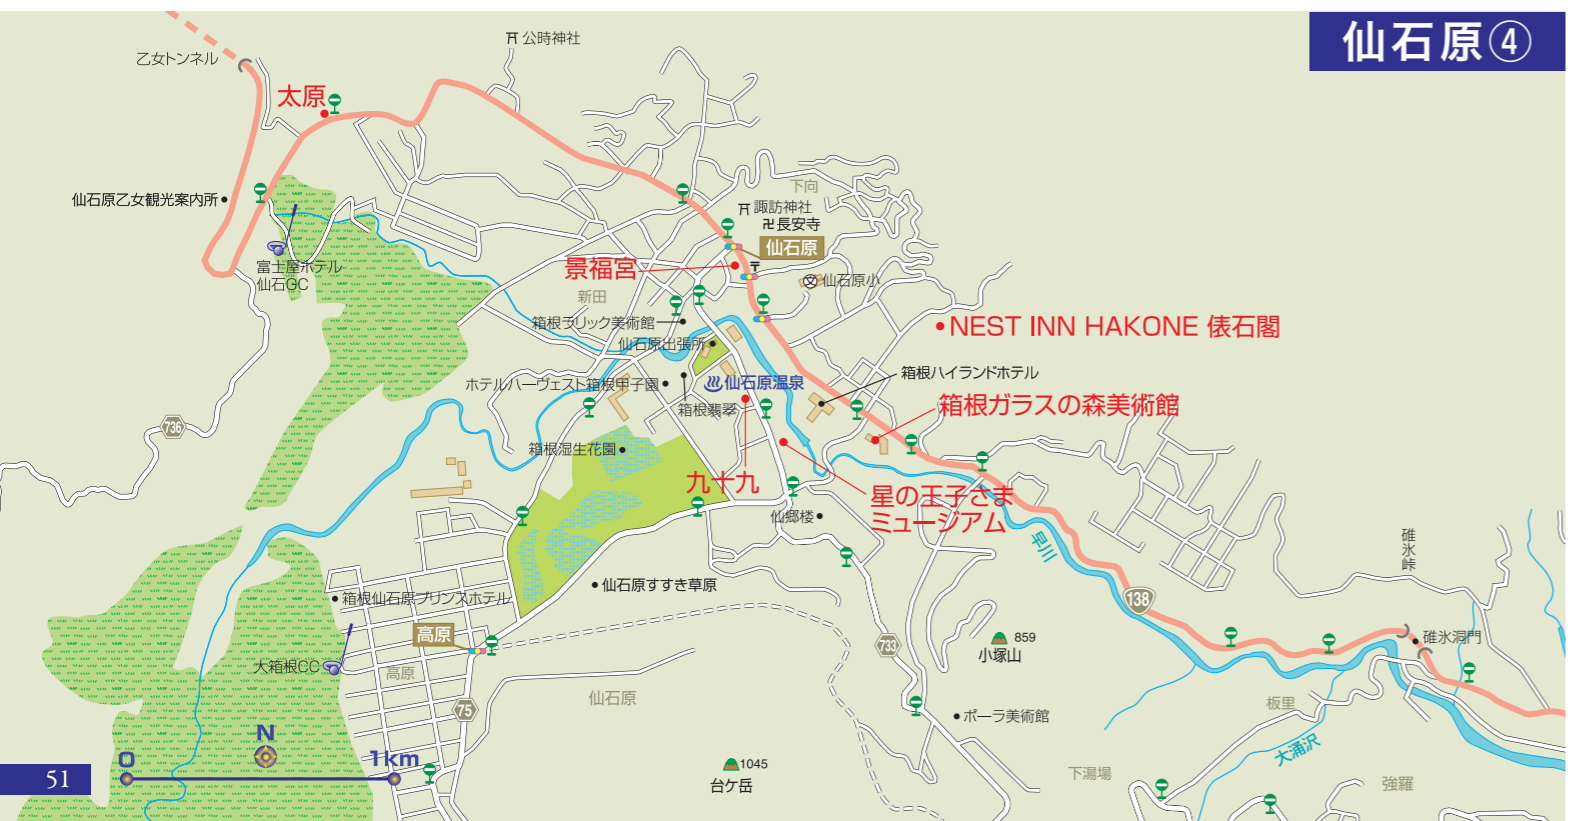 仙石原④
乙女トンネル
公時神社
太原
仙石原乙女観光案内所
富士屋ホテル
仙石GC
下向
諏訪神社
長安寺
仙石原
景福宮
新田
文
仙石原小
箱根ラリック美術館
仙石原出張所
NEST INN HAKONE 俵石閣
ホテルハーヴェスト箱根甲子園
仙石原温泉
箱根翡翠
箱根ハイランドホテル
箱根ガラスの森美術館
736
箱根湿生花園
九十九
星の王子さま
ミュージアム
仙郷楼
早川
碓氷峠
仙石原すすき草原
箱根仙石原プリンスホテル
138
高原
859
小塚山
733
碓氷洞門
大箱根CC
高原
仙石原
75
ポーラ美術館
板里
大涌沢
N
0
1km
1045
台ケ岳
下湯場
強羅
51